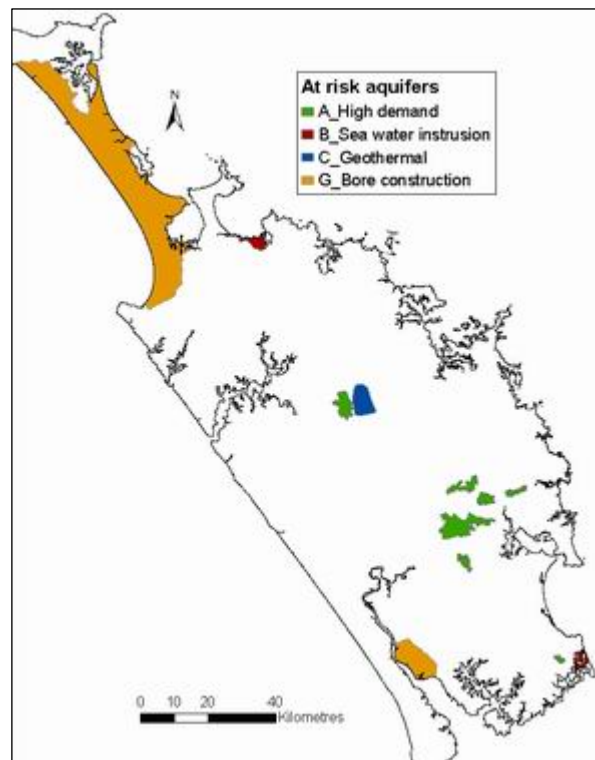 N
At risk aquifers
A_High demand
B_Sea water instrusion
C_Geothermal
G_Bore construction
0 10 20 40
Kilometres